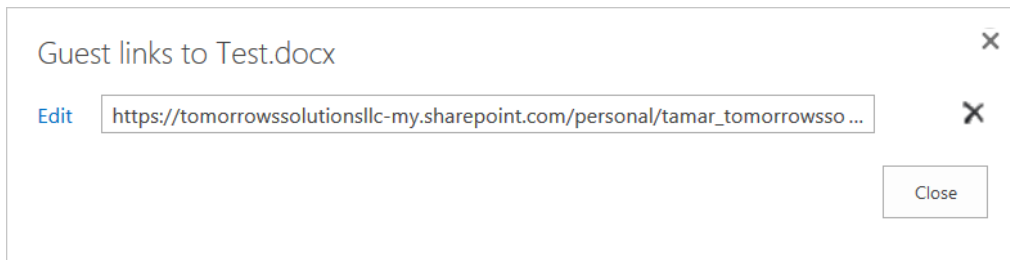 Guest links to Test.docx
Edit https://tomorrowssolutionsllc-my.sharepoint.com/personal/tamar_tomorrowsso ...
Close